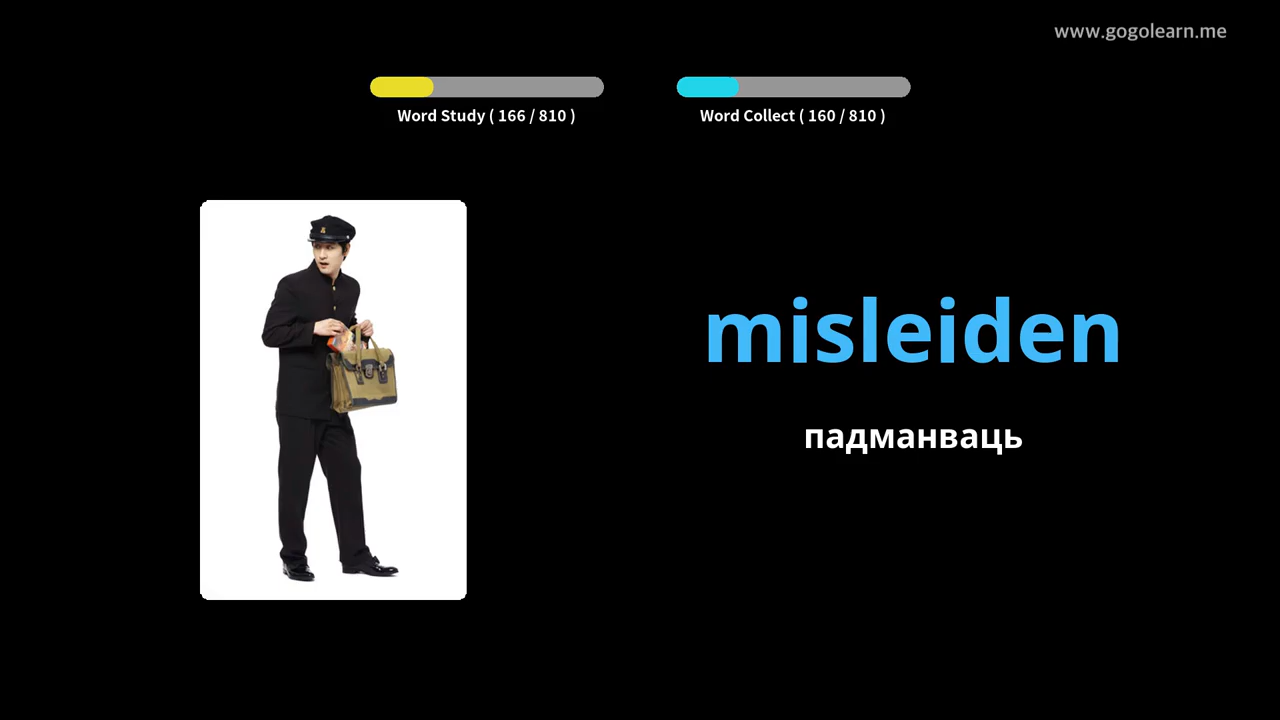 www.gogolearn.me
Word Study ( 166 / 810 )
Word Collect ( 160 / 810 )
misleiden
падманваць